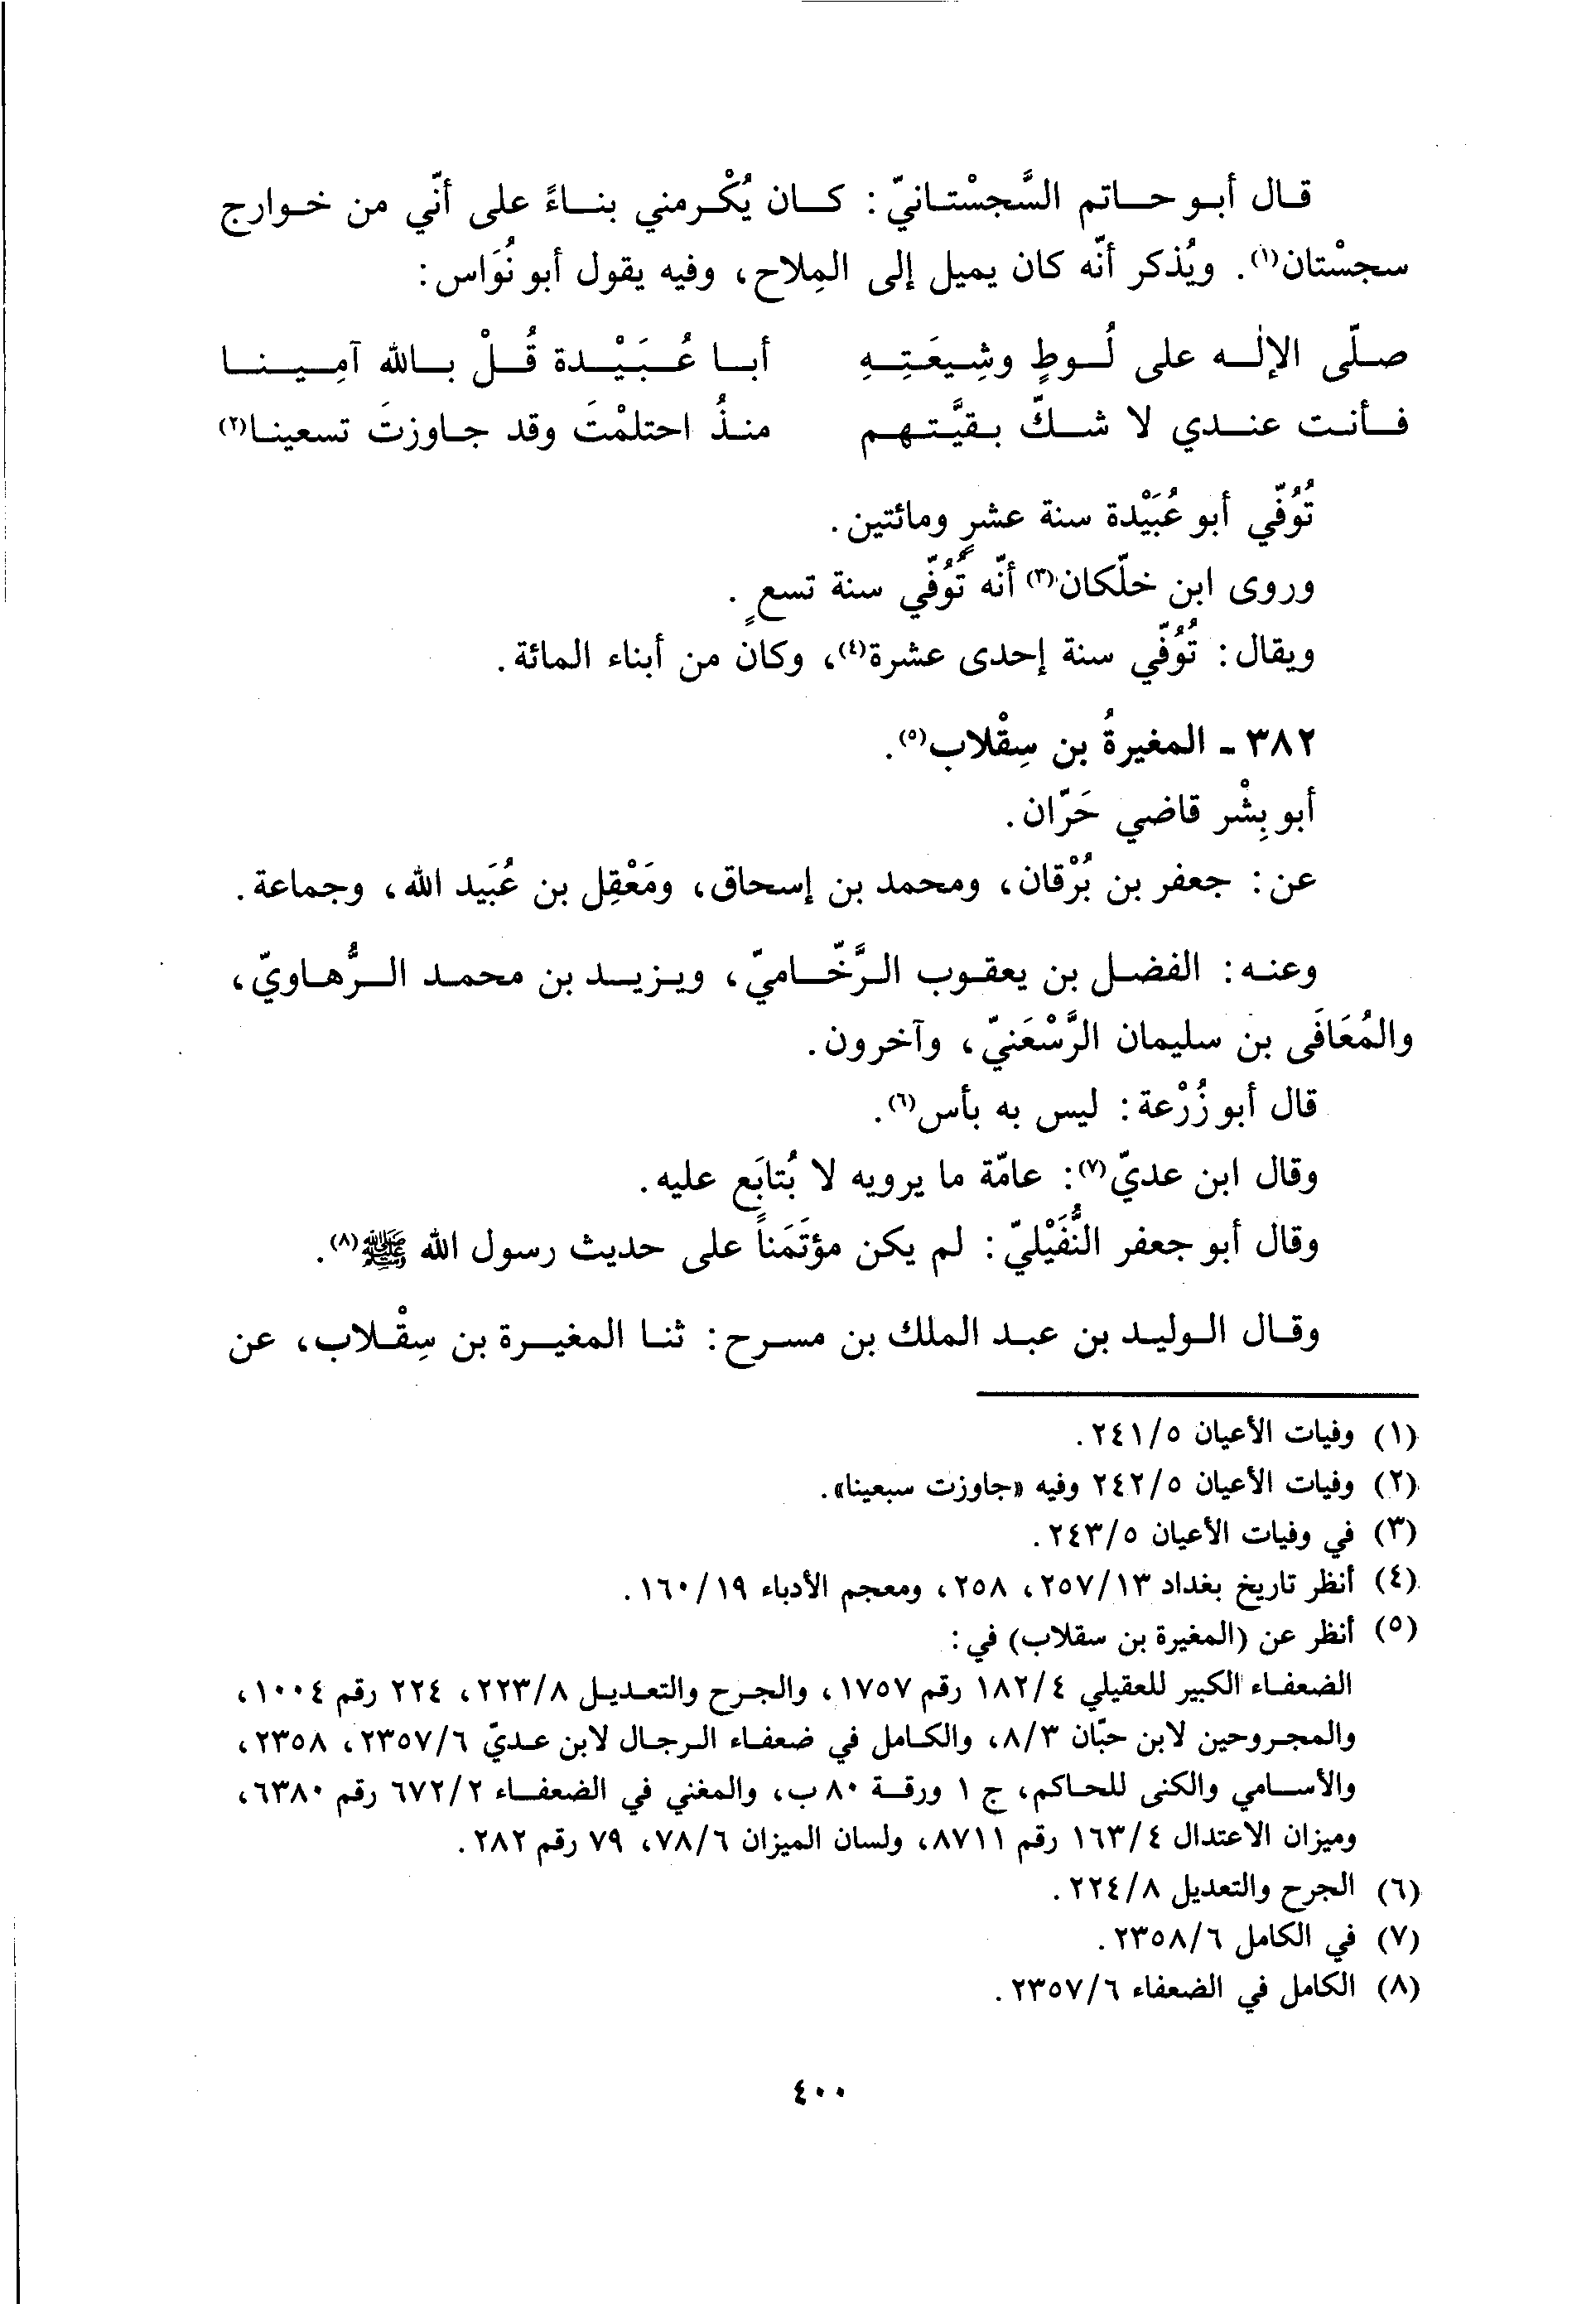 قال أبو حاتم السَّجسْتانيّ: كان يُكْرمني بناءً على أنّي من خوارج
سجسْتان(١). ويُذكر أنّه كان يميل إلى المِلاح، وفيه يقول أبو نُوَاس:
صلّى الإلٰه على لُوطٍ وشِيعَتِهِ أبا عُبَيْدة قُلْ بالله آمِينا
فأنت عندي لا شكّ بقيَّتهم منذُ احتلمْتَ وقد جاوزتَ تسعينا(٢)
تُوُفّي أبو عُبَيْدة سنة عشرٍ ومائتين.
وروى ابن خلّكان(٣) أنّه تُوُفّي سنة تسعٍ.
ويقال: تُوُفّي سنة إحدى عشرة(٤)، وكان من أبناء المائة.
٣٨٢ - المغيرةُ بن سِقْلاب(٥).
أبو بِشْر قاضي حَرّان.
عن: جعفر بن بُرْقان، ومحمد بن إسحاق، ومَعْقِل بن عُبَيد الله، وجماعة.
وعنه: الفضل بن يعقوب الرَّخّاميّ، ويزيد بن محمد الرُّهاويّ،
والمُعَافَى بن سليمان الرَّسْعَنيّ، وآخرون.
قال أبو زُرْعة: ليس به بأس(٦).
وقال ابن عديّ(٧): عامّة ما يرويه لا بُتابَع عليه.
وقال أبو جعفر النُّفَيْليّ: لم يكن مؤتَمَناً على حديث رسول الله ﷺ(٨).
وقال الوليد بن عبد الملك بن مسرح: ثنا المغيرة بن سِقْلاب، عن
(١) وفيات الأعيان ٢٤١/٥.
(٢) وفيات الأعيان ٢٤٢/٥ وفيه «جاوزت سبعينا».
(٣) في وفيات الأعيان ٢٤٣/٥.
(٤) أنظر تاريخ بغداد ٢٥٧/١٣، ٢٥٨، ومعجم الأدباء ١٦٠/١٩.
(٥) أنظر عن (المغيرة بن سقلاب) في:
الضعفاء الكبير للعقيلي ١٨٢/٤ رقم ١٧٥٧، والجرح والتعديل ٢٢٣/٨، ٢٢٤ رقم ١٠٠٤،
والمجروحين لابن حبّان ٨/٣، والكامل في ضعفاء الرجال لابن عديّ ٢٣٥٧/٦، ٢٣٥٨،
والأسامي والكنى للحاكم، ج ١ ورقة ٨٠ ب، والمغني في الضعفاء ٦٧٢/٢ رقم ٦٣٨٠،
وميزان الاعتدال ١٦٣/٤ رقم ٨٧١١، ولسان الميزان ٧٨/٦، ٧٩ رقم ٢٨٢.
(٦) الجرح والتعديل ٢٢٤/٨.
(٧) في الكامل ٢٣٥٨/٦.
(٨) الكامل في الضعفاء ٢٣٥٧/٦.
٤٠٠